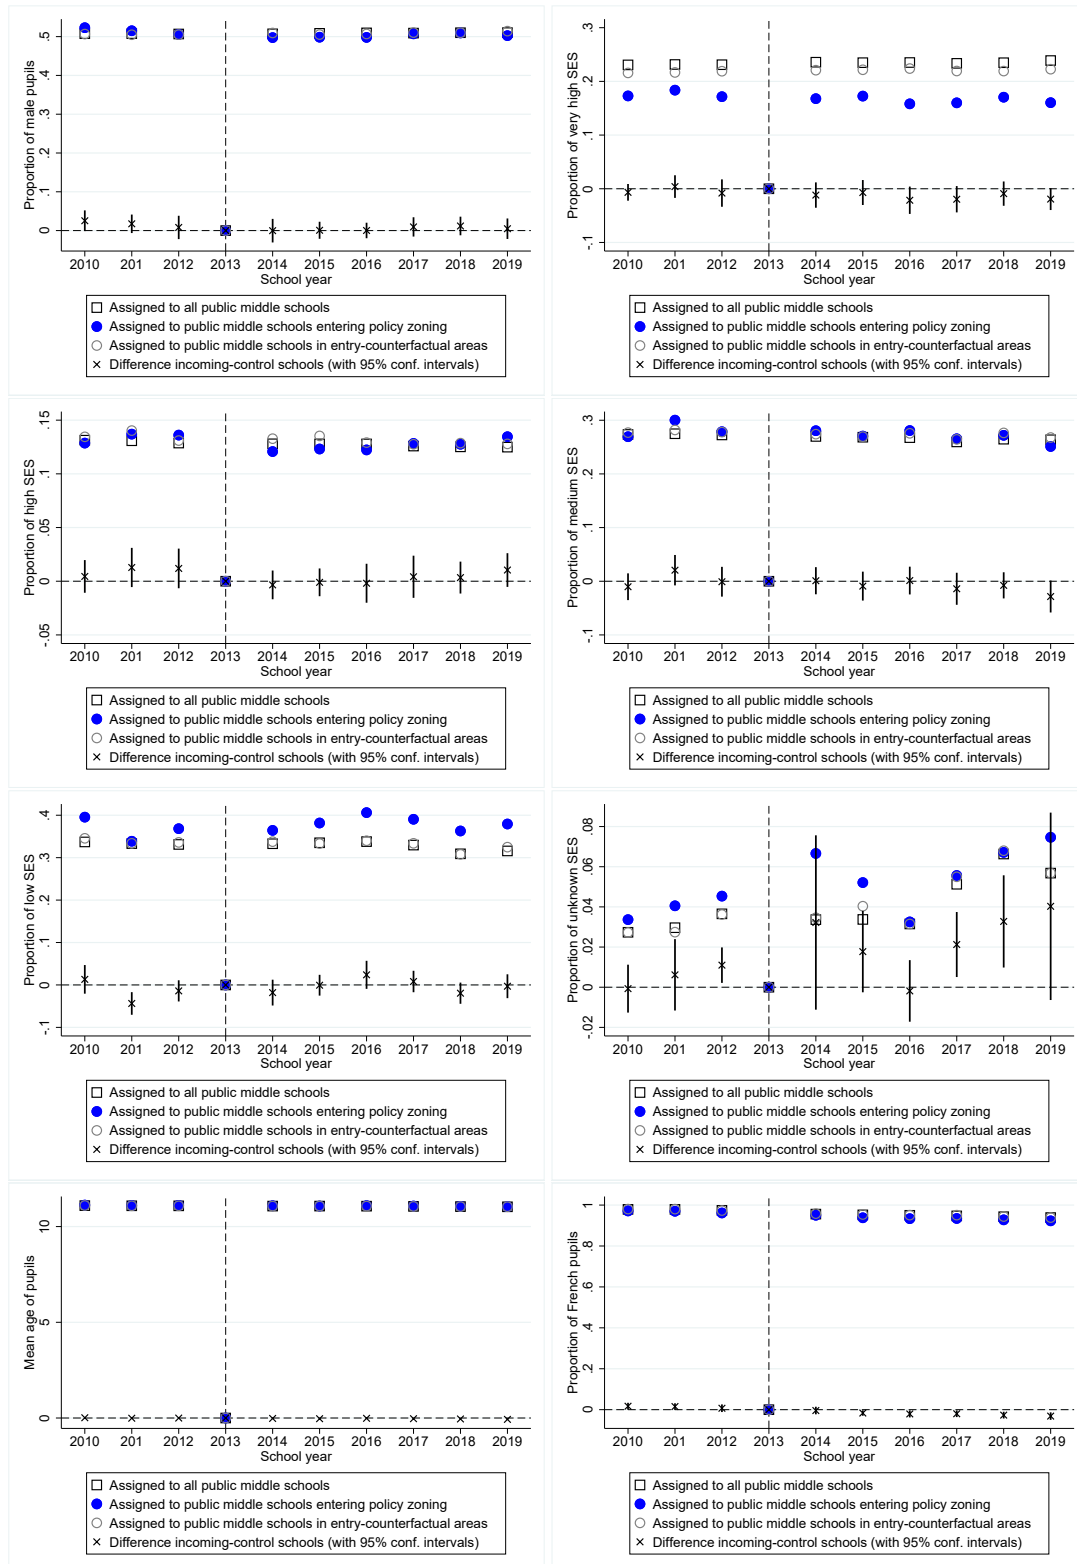 Proportion of male pupils
.5
.4
.3
.2
.1
0
2010 201 2012 2013 2014 2015 2016 2017 2018 2019
School year
Assigned to all public middle schools
Assigned to public middle schools entering policy zoning
Assigned to public middle schools in entry-counterfactual areas
Difference incoming-control schools (with 95% conf. intervals)
Proportion of very high SES
.3
.2
.1
0
-.1
2010 201 2012 2013 2014 2015 2016 2017 2018 2019
School year
Assigned to all public middle schools
Assigned to public middle schools entering policy zoning
Assigned to public middle schools in entry-counterfactual areas
Difference incoming-control schools (with 95% conf. intervals)
Proportion of high SES
.15
.1
.05
0
-.05
2010 201 2012 2013 2014 2015 2016 2017 2018 2019
School year
Assigned to all public middle schools
Assigned to public middle schools entering policy zoning
Assigned to public middle schools in entry-counterfactual areas
Difference incoming-control schools (with 95% conf. intervals)
Proportion of medium SES
.3
.2
.1
0
-.1
2010 201 2012 2013 2014 2015 2016 2017 2018 2019
School year
Assigned to all public middle schools
Assigned to public middle schools entering policy zoning
Assigned to public middle schools in entry-counterfactual areas
Difference incoming-control schools (with 95% conf. intervals)
Proportion of low SES
.4
.3
.2
.1
0
-.1
2010 201 2012 2013 2014 2015 2016 2017 2018 2019
School year
Assigned to all public middle schools
Assigned to public middle schools entering policy zoning
Assigned to public middle schools in entry-counterfactual areas
Difference incoming-control schools (with 95% conf. intervals)
Proportion of unknown SES
.08
.06
.04
.02
0
-.02
2010 201 2012 2013 2014 2015 2016 2017 2018 2019
School year
Assigned to all public middle schools
Assigned to public middle schools entering policy zoning
Assigned to public middle schools in entry-counterfactual areas
Difference incoming-control schools (with 95% conf. intervals)
Mean age of pupils
10
5
0
2010 201 2012 2013 2014 2015 2016 2017 2018 2019
School year
Assigned to all public middle schools
Assigned to public middle schools entering policy zoning
Assigned to public middle schools in entry-counterfactual areas
Difference incoming-control schools (with 95% conf. intervals)
Proportion of French pupils
1
.8
.6
.4
.2
0
2010 201 2012 2013 2014 2015 2016 2017 2018 2019
School year
Assigned to all public middle schools
Assigned to public middle schools entering policy zoning
Assigned to public middle schools in entry-counterfactual areas
Difference incoming-control schools (with 95% conf. intervals)